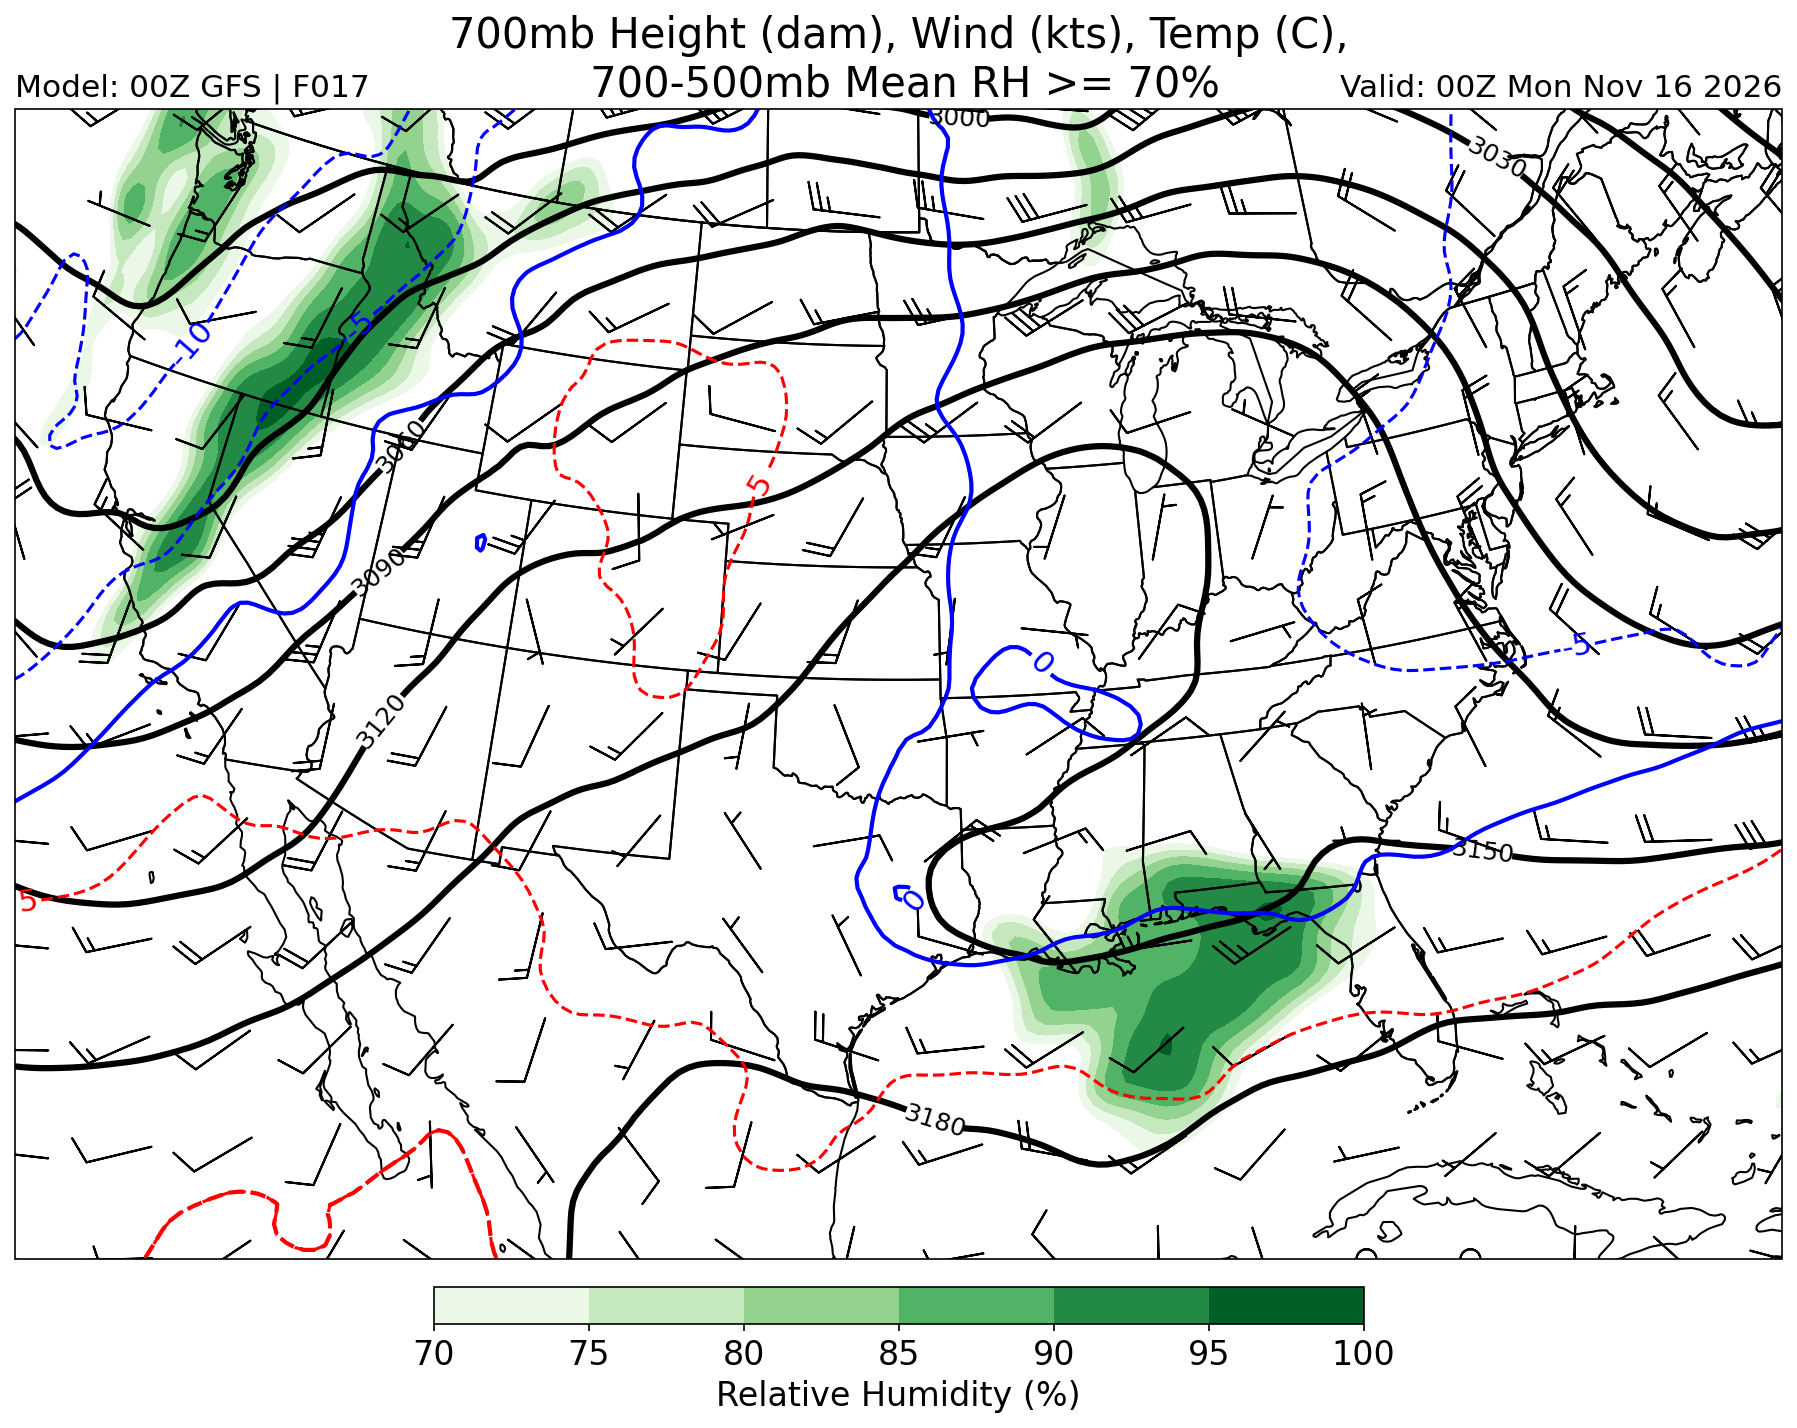 700mb Height (dam), Wind (kts), Temp (C),
Model: 00Z GFS | F017
700-500mb Mean RH >= 70%
Valid: 00Z Mon Nov 16 2026
3000
3030
-10
-5
3060
5
3090
0
-5
3120
3150
5
0
3180
70 75 80 85 90 95 100
Relative Humidity (%)